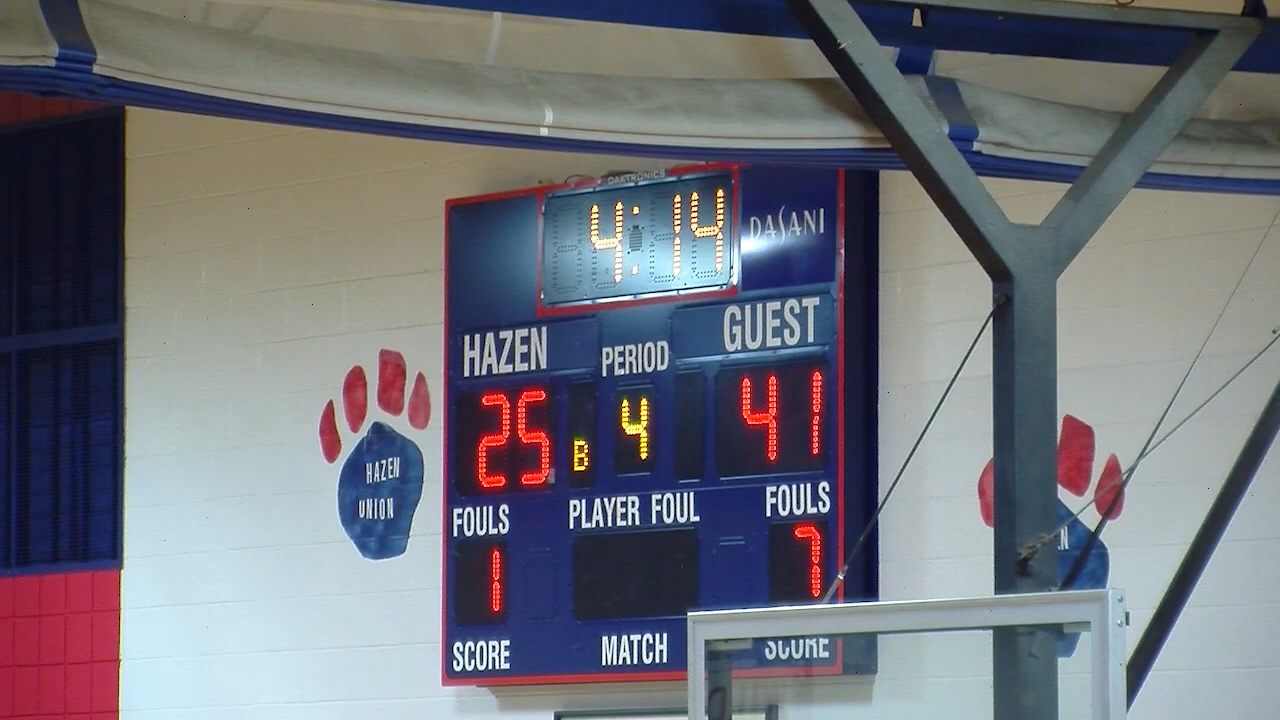 DAKTRONICS
4:14
DASANI
HAZEN
PERIOD
GUEST
25
B
4
41
FOULS
PLAYER FOUL
FOULS
1
7
SCORE
MATCH
SCORE
HAZEN
UNION